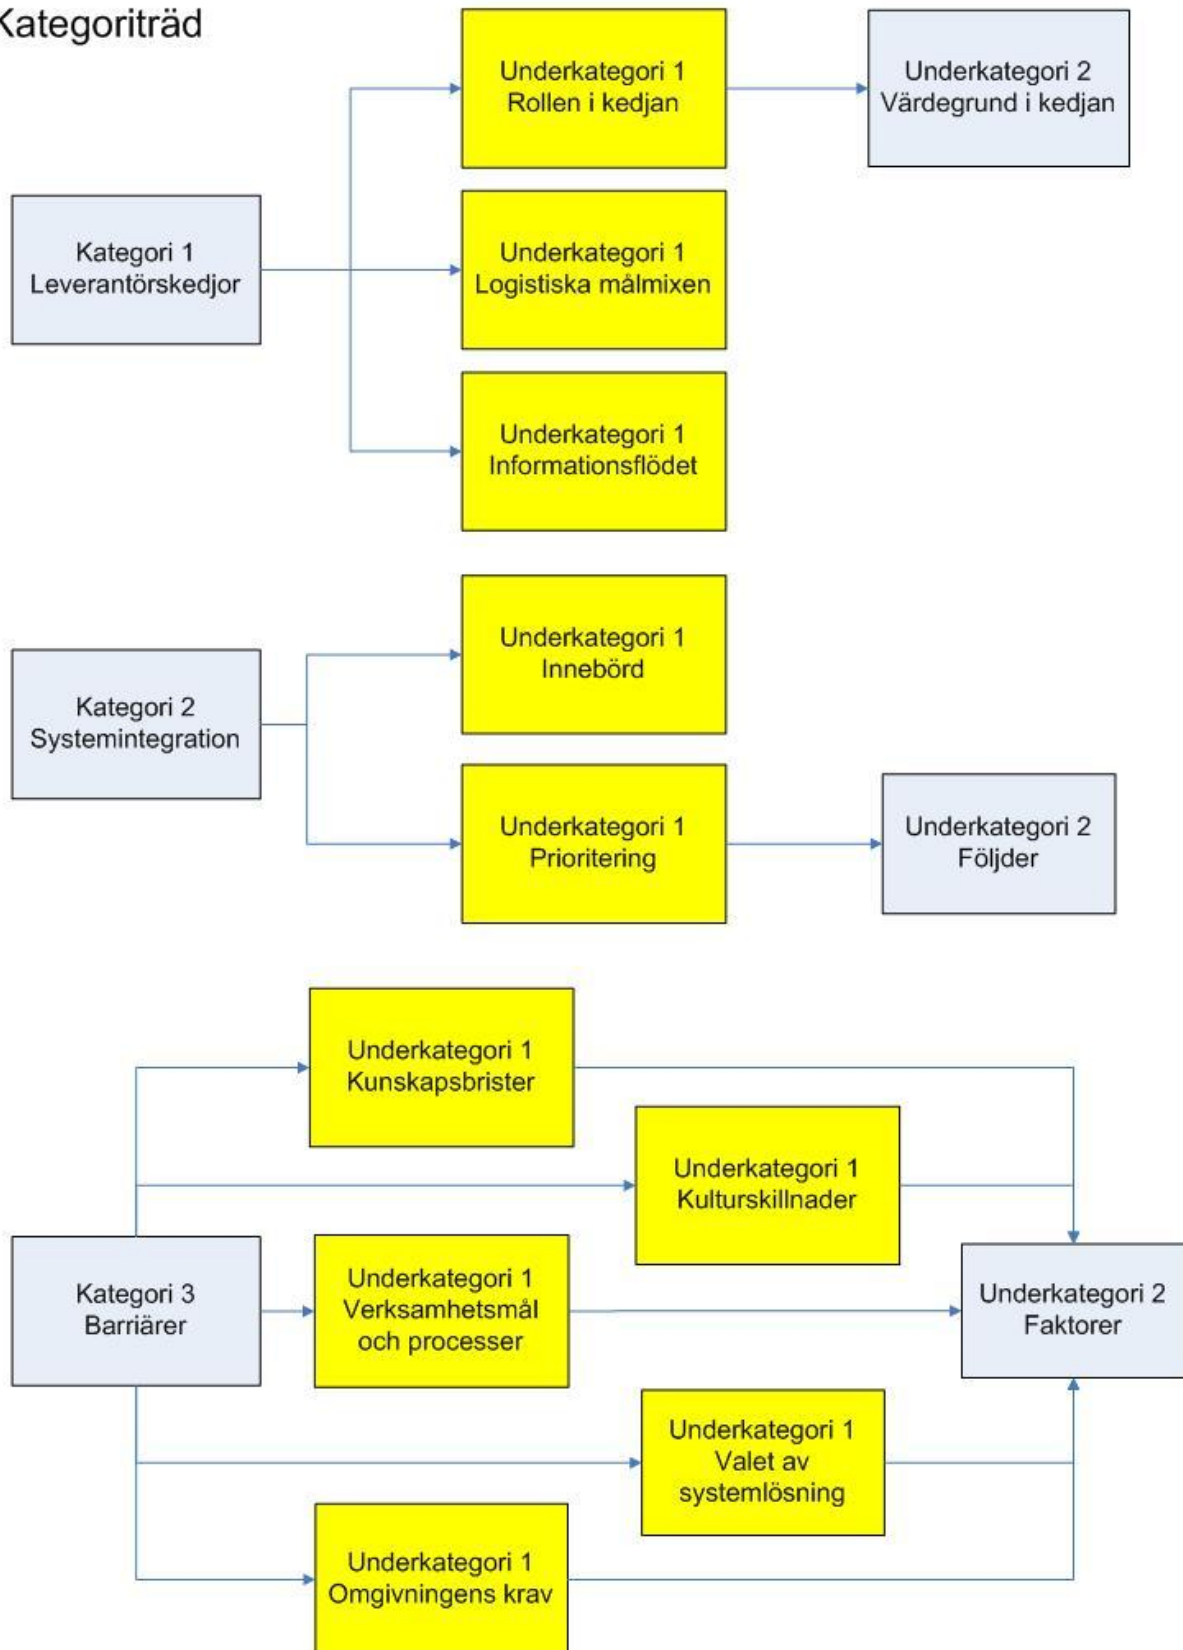 Kategoriträd
Underkategori 1
Rollen i kedjan
Underkategori 2
Värdegrund i kedjan
Kategori 1
Leverantörskedjor
Underkategori 1
Logistiska målmixen
Underkategori 1
Informationsflödet
Underkategori 1
Innebörd
Kategori 2
Systemintegration
Underkategori 1
Prioritering
Underkategori 2
Följder
Underkategori 1
Kunskapsbrister
Underkategori 1
Kulturskillnader
Kategori 3
Barriärer
Underkategori 1
Verksamhetsmål
och processer
Underkategori 2
Faktorer
Underkategori 1
Valet av
systemlösning
Underkategori 1
Omgivningens krav